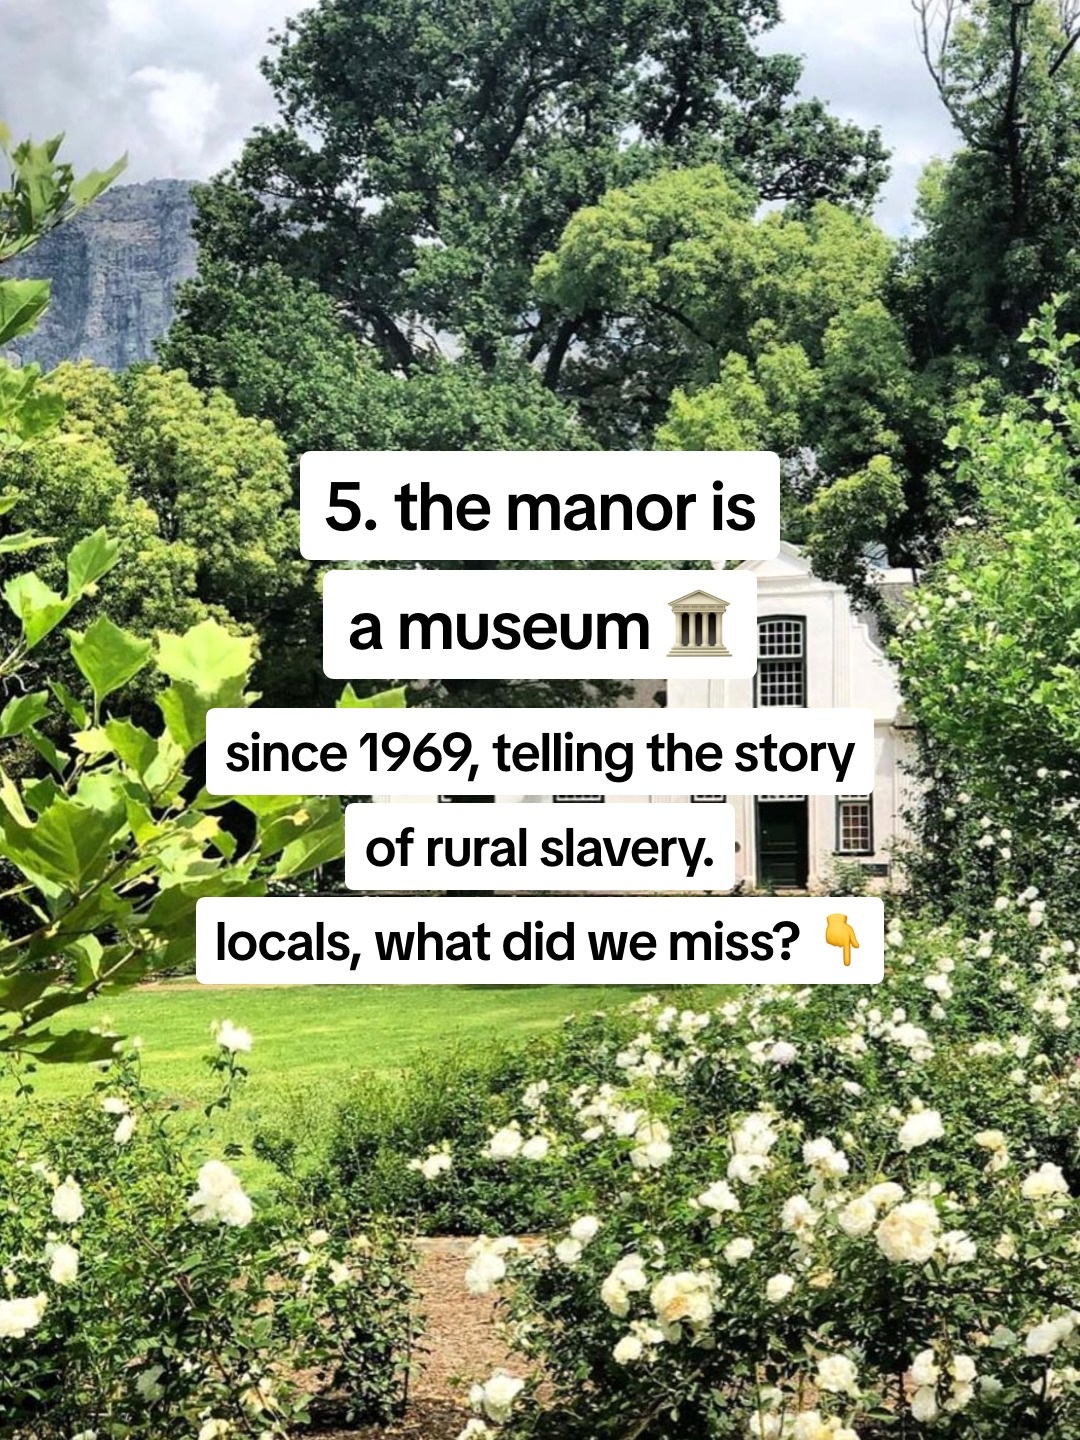 5. the manor is
a museum 🏛️
since 1969, telling the story
of rural slavery.
locals, what did we miss? 👇